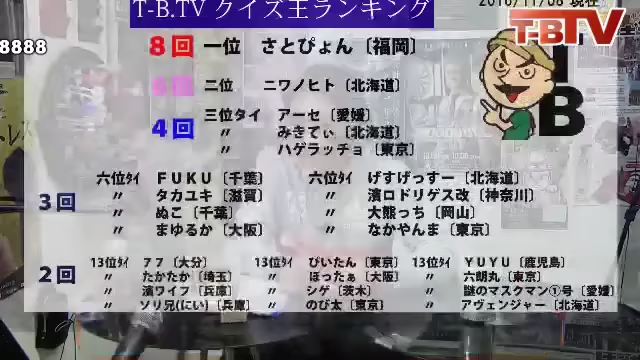 T-B.TV クイズ王ランキング
2016/11/08 現在
T-BTV
8888
8回 一位 さとぴょん〔福岡〕
二位 ニワノヒト〔北海道〕
4回 三位タイ アーセ〔愛媛〕
〃 みきてぃ〔北海道〕
〃 ハゲラッチョ〔東京〕
TB
3回 六位タイ FUKU〔千葉〕 六位タイ げすげっすー〔北海道〕
〃 タカユキ〔滋賀〕 〃 濱ロドリゲス改〔神奈川〕
〃 ぬこ〔千葉〕 〃 大熊っち〔岡山〕
〃 まゆるか〔大阪〕 〃 なかやんま〔東京〕
2回 13位タイ 77〔大分〕 13位タイ ぴいたん〔東京〕 13位タイ YUYU〔鹿児島〕
〃 たかたか〔埼玉〕 〃 ほったぁ〔大阪〕 〃 六朗丸〔東京〕
〃 濱ワイフ〔兵庫〕 〃 シゲ〔茨木〕 〃 謎のマスクマン①号〔愛媛〕
〃 ソリ兄(にい)〔兵庫〕 〃 のび太〔東京〕 〃 アヴェンジャー〔北海道〕